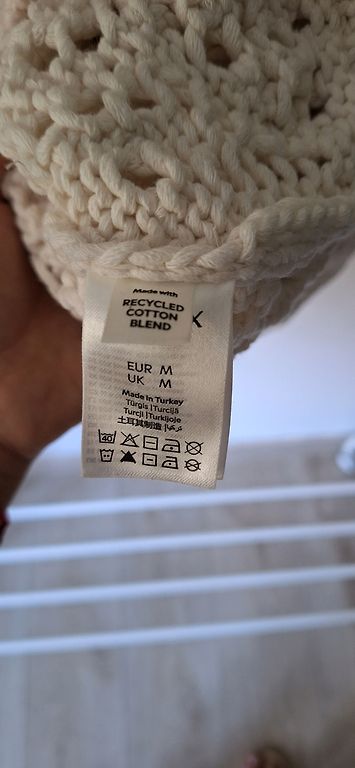 Made with
RECYCLED
COTTON
BLEND
K
EUR M
UK M
Made in Turkey
Türgis | Turcijā
Turcji | Turkijoje
土耳其制造 |
40